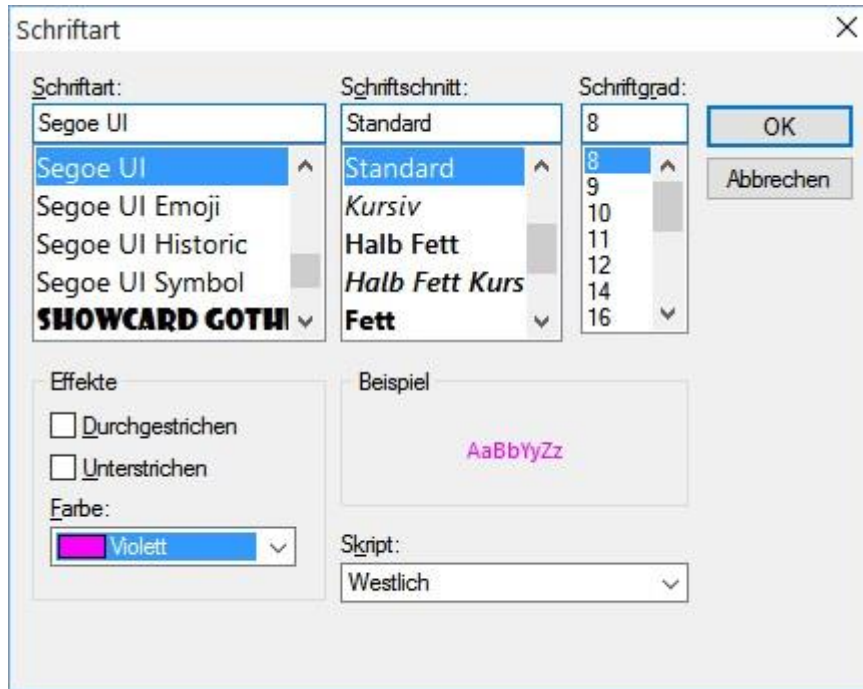 Schriftart
Schriftart:
Segoe UI
Segoe UI
Segoe UI Emoji
Segoe UI Historic
Segoe UI Symbol
SHOWCARD GOTHI
Schriftschnitt:
Standard
Standard
Kursiv
Halb Fett
Halb Fett Kurs
Fett
Schriftgrad:
8
8
9
10
11
12
14
16
OK
Abbrechen
Effekte
Durchgestrichen
Unterstrichen
Farbe:
Violett
Beispiel
AaBbYyZz
Skript:
Westlich